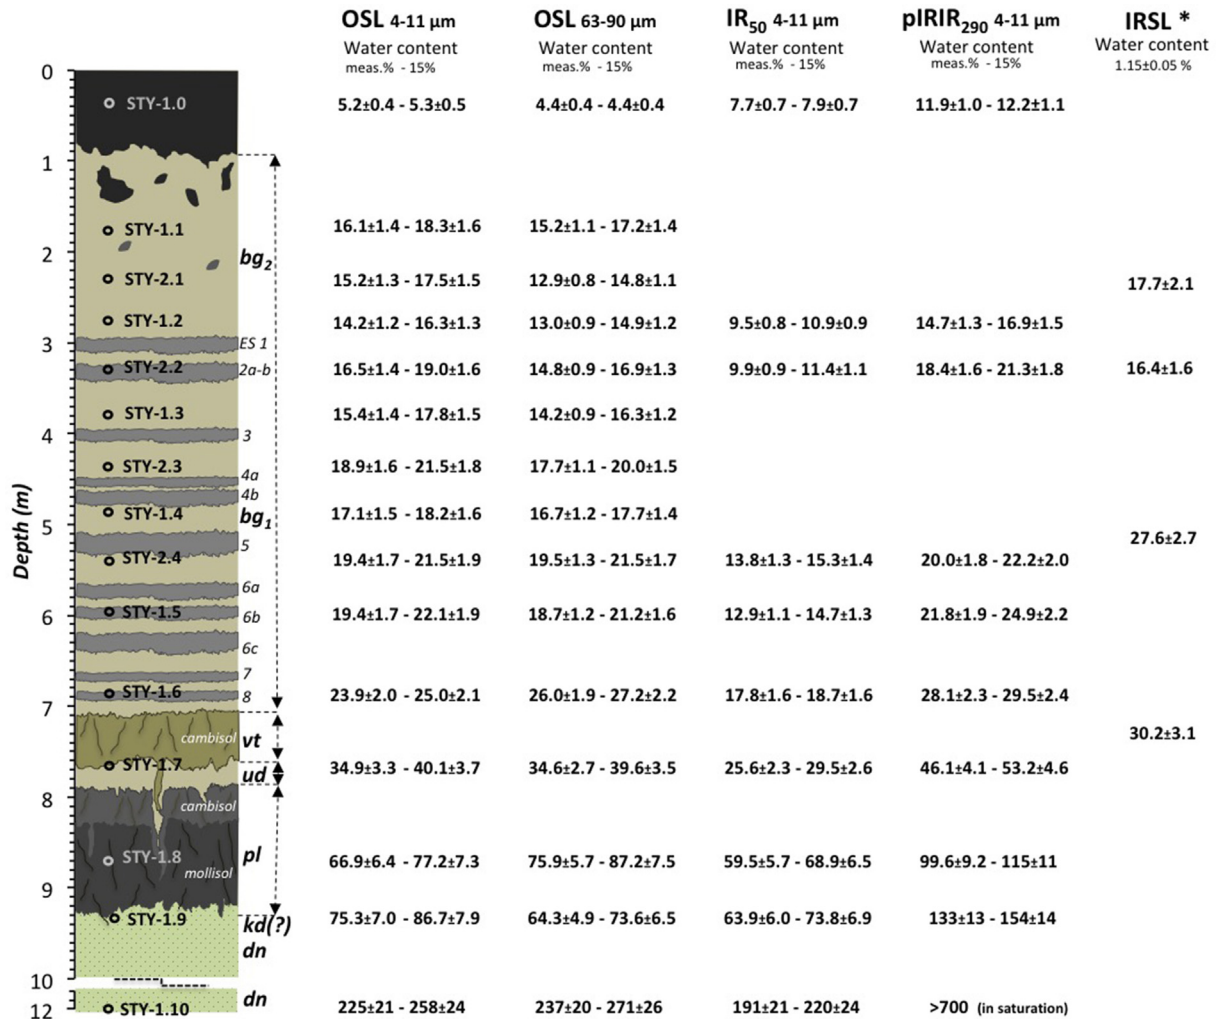 OSL 4-11 µm OSL 63-90 µm IR50 4-11 µm pIRIR290 4-11 µm IRSL *
Water content Water content Water content Water content Water content
meas.% - 15% meas.% - 15% meas.% - 15% meas.% - 15% 1.15±0.05 %
0
STY-1.0 5.2±0.4 - 5.3±0.5 4.4±0.4 - 4.4±0.4 7.7±0.7 - 7.9±0.7 11.9±1.0 - 12.2±1.1
1
STY-1.1 16.1±1.4 - 18.3±1.6 15.2±1.1 - 17.2±1.4
2 bg2
STY-2.1 15.2±1.3 - 17.5±1.5 12.9±0.8 - 14.8±1.1 17.7±2.1
STY-1.2 14.2±1.2 - 16.3±1.3 13.0±0.9 - 14.9±1.2 9.5±0.8 - 10.9±0.9 14.7±1.3 - 16.9±1.5
3 ES 1
STY-2.2 2a-b 16.5±1.4 - 19.0±1.6 14.8±0.9 - 16.9±1.3 9.9±0.9 - 11.4±1.1 18.4±1.6 - 21.3±1.8 16.4±1.6
STY-1.3 15.4±1.4 - 17.8±1.5 14.2±0.9 - 16.3±1.2
4 3
STY-2.3 18.9±1.6 - 21.5±1.8 17.7±1.1 - 20.0±1.5
4a
4b
STY-1.4 bg1 17.1±1.5 - 18.2±1.6 16.7±1.2 - 17.7±1.4
Depth (m)
5 5 27.6±2.7
STY-2.4 19.4±1.7 - 21.5±1.9 19.5±1.3 - 21.5±1.7 13.8±1.3 - 15.3±1.4 20.0±1.8 - 22.2±2.0
6a
STY-1.5 19.4±1.7 - 22.1±1.9 18.7±1.2 - 21.2±1.6 12.9±1.1 - 14.7±1.3 21.8±1.9 - 24.9±2.2
6 6b
6c
7
STY-1.6 8 23.9±2.0 - 25.0±2.1 26.0±1.9 - 27.2±2.2 17.8±1.6 - 18.7±1.6 28.1±2.3 - 29.5±2.4
7
cambisol vt 30.2±3.1
STY-1.7 ud 34.9±3.3 - 40.1±3.7 34.6±2.7 - 39.6±3.5 25.6±2.3 - 29.5±2.6 46.1±4.1 - 53.2±4.6
8 cambisol
STY-1.8 pl 66.9±6.4 - 77.2±7.3 75.9±5.7 - 87.2±7.5 59.5±5.7 - 68.9±6.5 99.6±9.2 - 115±11
mollisol
9
STY-1.9 kd(?) 75.3±7.0 - 86.7±7.9 64.3±4.9 - 73.6±6.5 63.9±6.0 - 73.8±6.9 133±13 - 154±14
dn
10
dn
12 STY-1.10 225±21 - 258±24 237±20 - 271±26 191±21 - 220±24 >700 (in saturation)